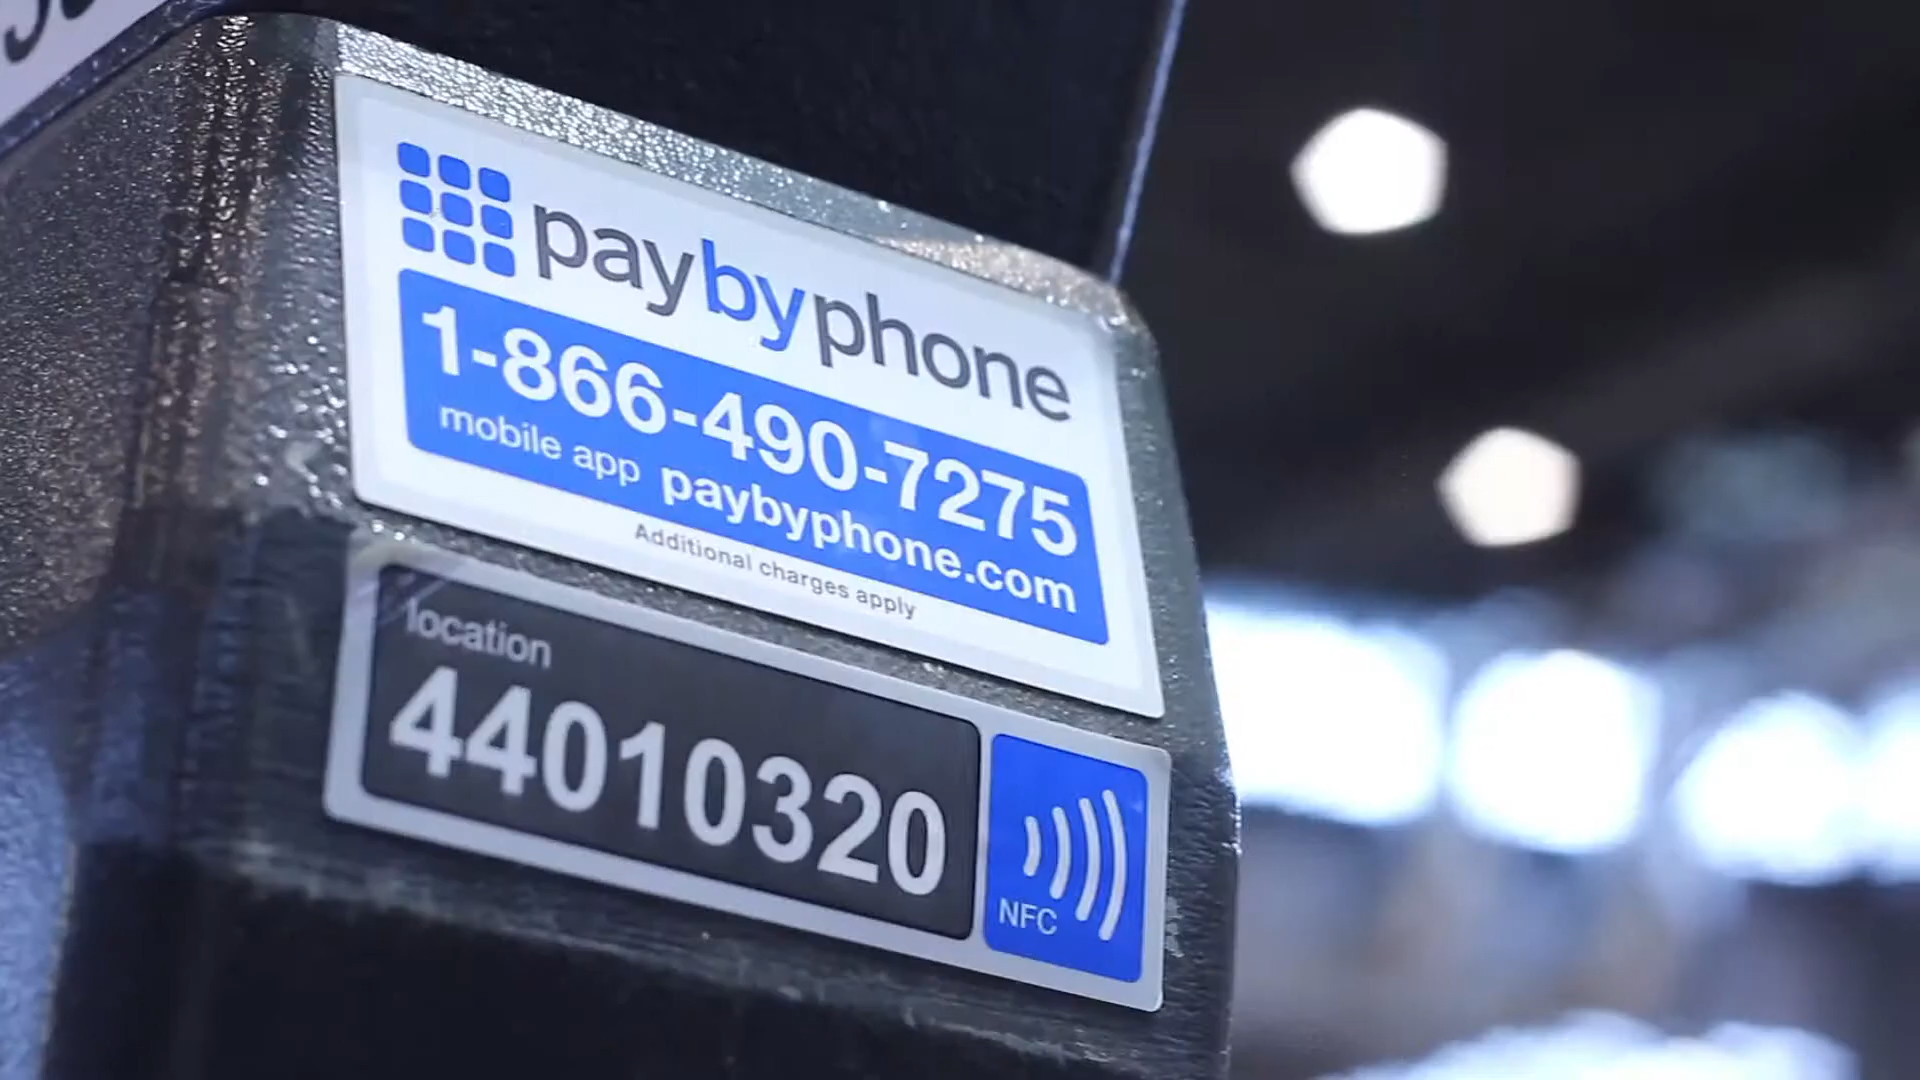 paybyphone
1-866-490-7275
mobile app paybyphone.com
Additional charges apply
location
44010320
NFC